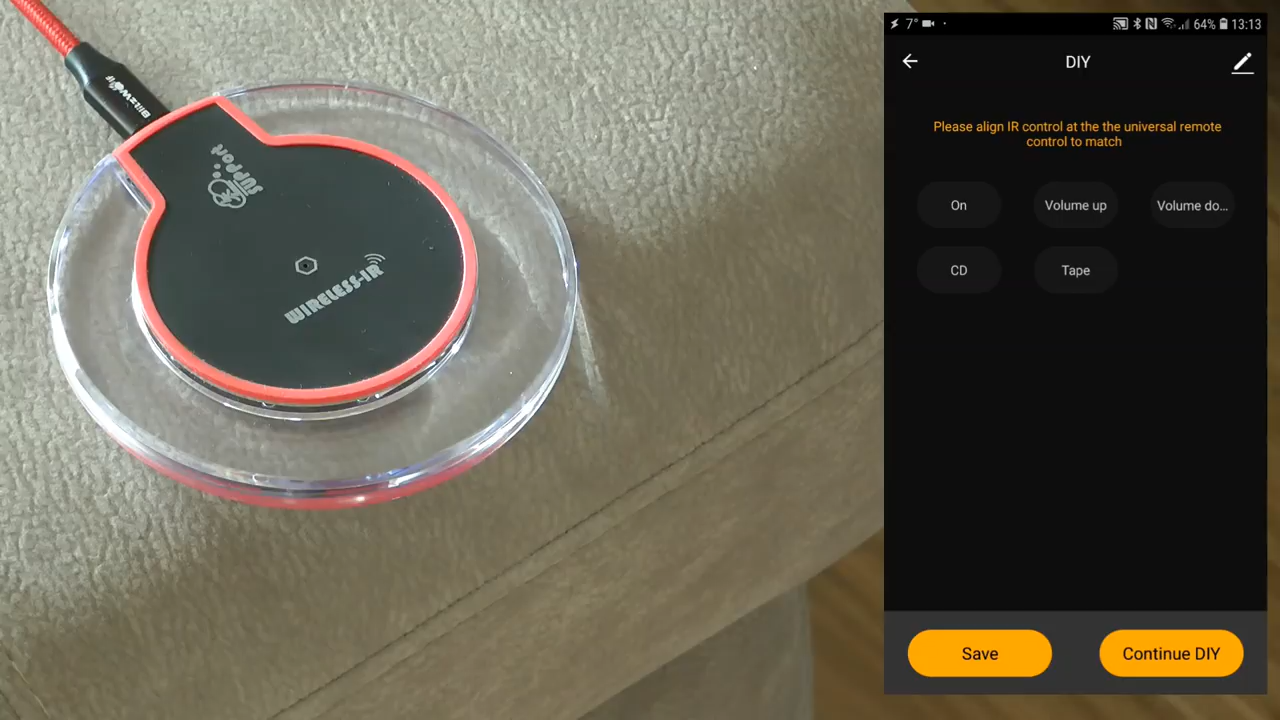 BlitzWolf
SUPPORT
WIRELESS-IR
7°
64% 13:13
DIY
Please align IR control at the the universal remote
control to match
On
Volume up
Volume do...
CD
Tape
Save
Continue DIY